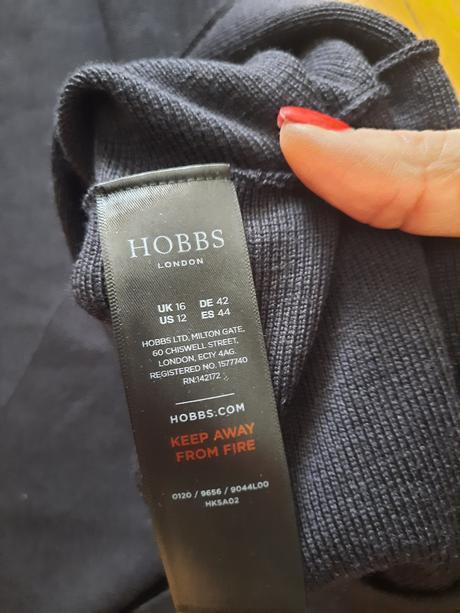 HOBBS
LONDON
UK 16 DE 42
US 12 ES 44
HOBBS LTD, MILTON GATE,
60 CHISWELL STREET,
LONDON, EC1Y 4AG.
REGISTERED NO. 1577740
RN:142172
HOBBS.COM
KEEP AWAY
FROM FIRE
0120 / 9656 / 9044L00
HKSA02